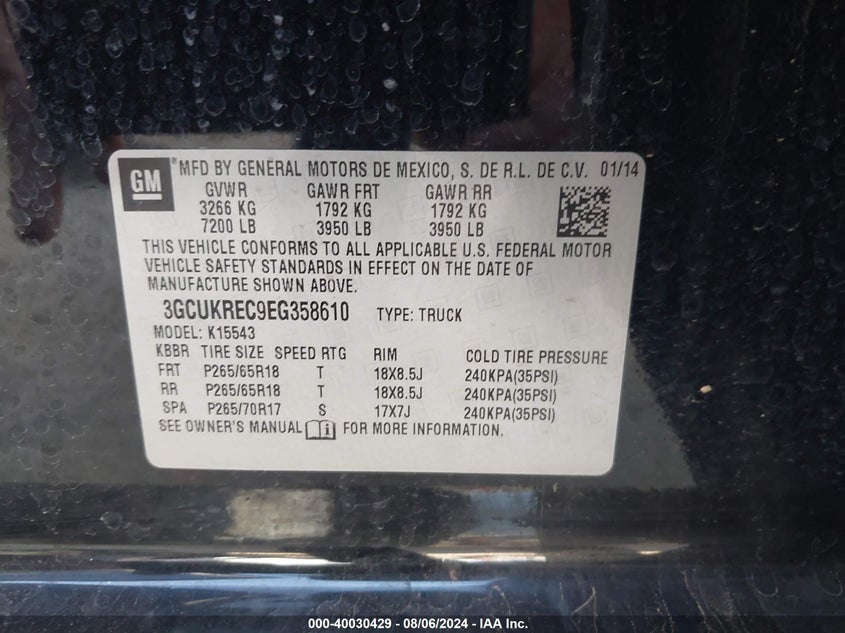 GM ® MFD BY GENERAL MOTORS DE MEXICO, S. DE R.L. DE C.V. 01/14
GVWR GAWR FRT GAWR RR
3266 KG 1792 KG 1792 KG
7200 LB 3950 LB 3950 LB
THIS VEHICLE CONFORMS TO ALL APPLICABLE U.S. FEDERAL MOTOR
VEHICLE SAFETY STANDARDS IN EFFECT ON THE DATE OF
MANUFACTURE SHOWN ABOVE.
3GCUKREC9EG358610 TYPE: TRUCK
MODEL: K15543
KBBR TIRE SIZE SPEED RTG RIM COLD TIRE PRESSURE
FRT P265/65R18 T 18X8.5J 240KPA(35PSI)
RR P265/65R18 T 18X8.5J 240KPA(35PSI)
SPA P265/70R17 S 17X7J 240KPA(35PSI)
SEE OWNER'S MANUAL i FOR MORE INFORMATION.
000-40030429 - 08/06/2024 - IAA Inc.